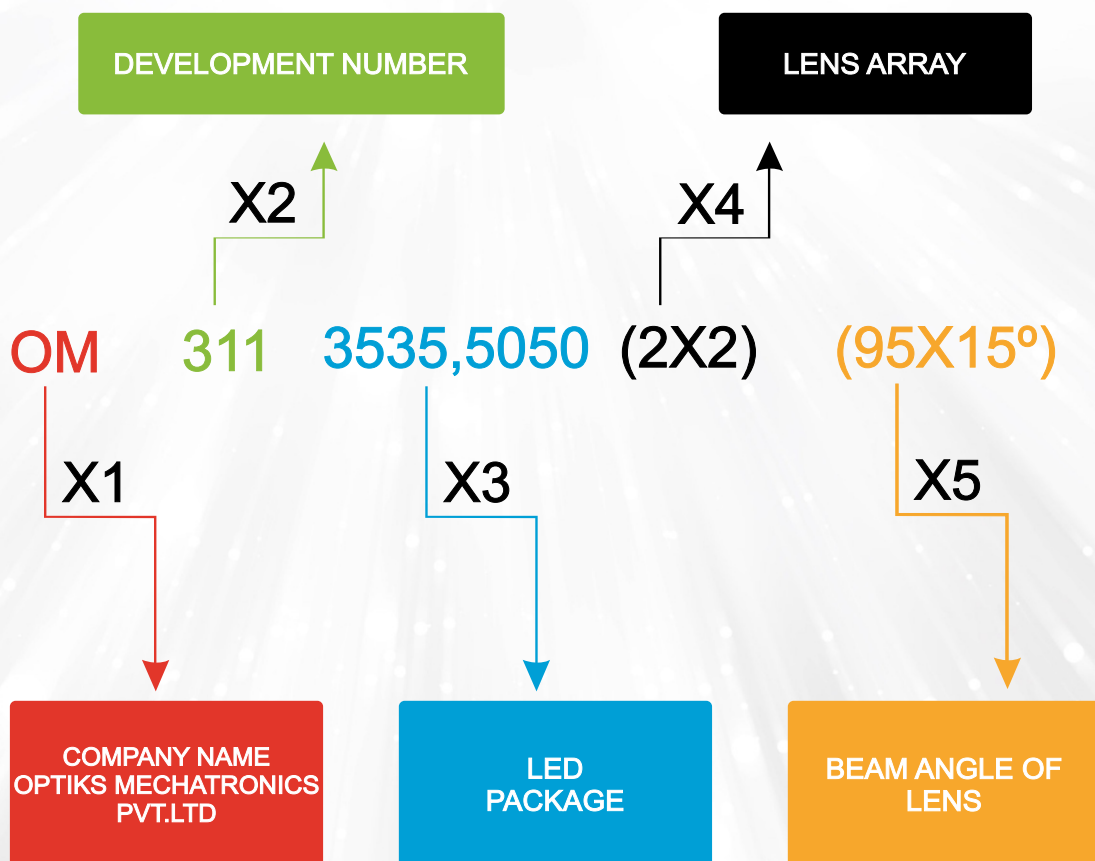 DEVELOPMENT NUMBER
LENS ARRAY
X2
X4
OM 311 3535,5050 (2X2) (95X15º)
X1
X3
X5
COMPANY NAME
OPTIKS MECHATRONICS
PVT.LTD
LED
PACKAGE
BEAM ANGLE OF
LENS